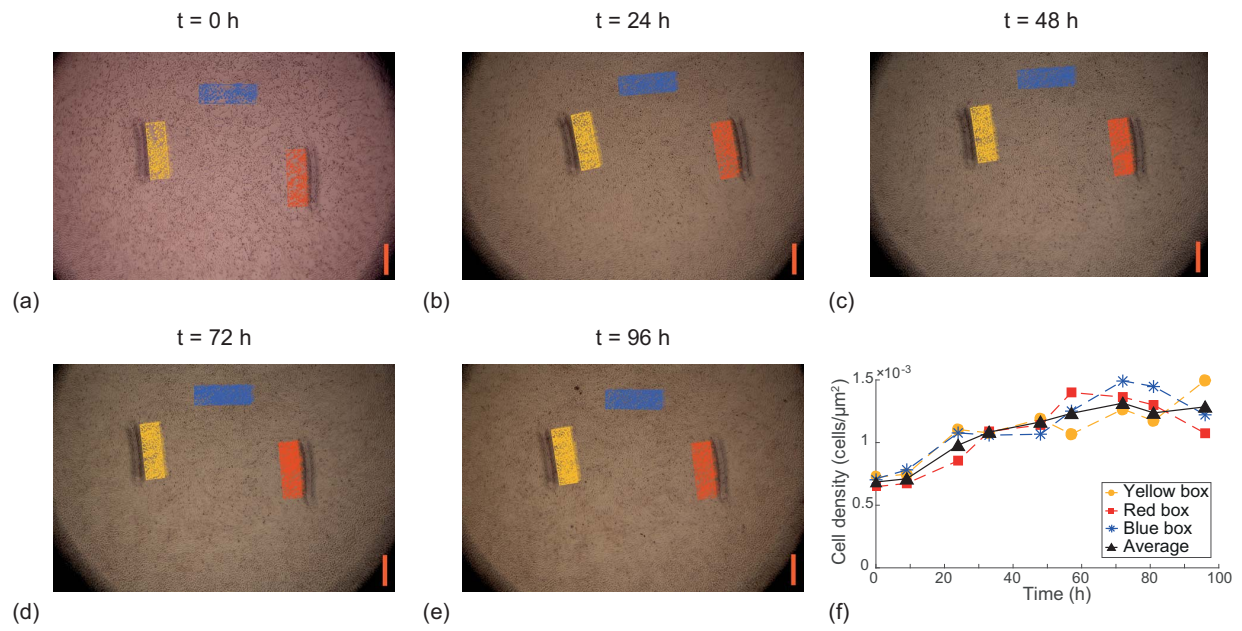 t = 0 h
t = 24 h
t = 48 h
(a)
(b)
(c)
t = 72 h
t = 96 h
(d)
(e)
(f)
×10⁻³
1.5
1
0.5
0
Cell density (cells/µm²)
0 20 40 60 80 100
Time (h)
Yellow box
Red box
Blue box
Average